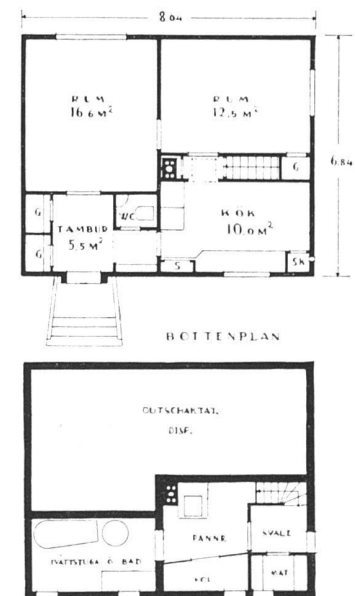 8.04
RUM
16.6 M²
RUM
12.5 M²
G
6.84
G
WC
KÖK
TAMBUR
10.0 M²
5.5 M²
G
S
SK
BOTTENPLAN
OUTSCHAKTAT.
DISP.
PANNR.
SVALE
TVÄTTSTUGA O. BAD
KOL
MAT